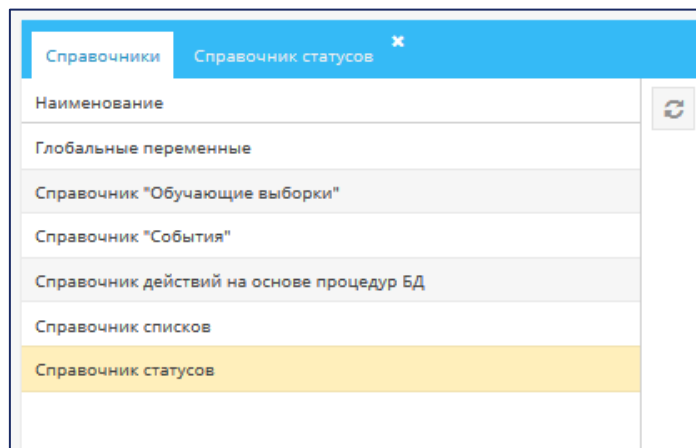 Справочники Справочник статусов
Наименование
Глобальные переменные
Справочник "Обучающие выборки"
Справочник "События"
Справочник действий на основе процедур БД
Справочник списков
Справочник статусов